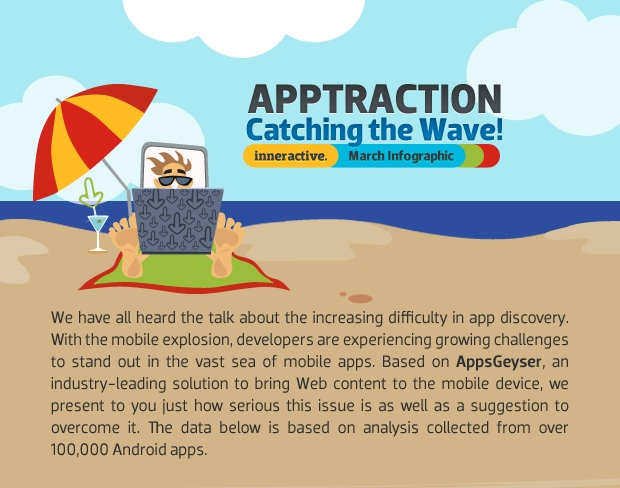 APPTRACTION
Catching the Wave!
inneractive. March Infographic
We have all heard the talk about the increasing difficulty in app discovery.
With the mobile explosion, developers are experiencing growing challenges
to stand out in the vast sea of mobile apps. Based on AppsGeyser, an
industry-leading solution to bring Web content to the mobile device, we
present to you just how serious this issue is as well as a suggestion to
overcome it. The data below is based on analysis collected from over
100,000 Android apps.